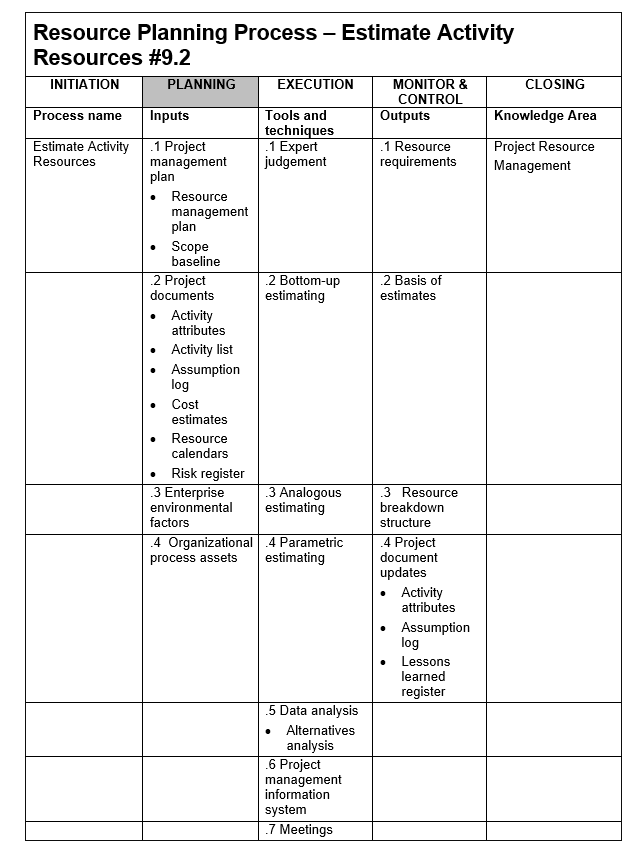 Resource Planning Process – Estimate Activity
Resources #9.2
INITIATION
PLANNING
EXECUTION
MONITOR &
CONTROL
CLOSING
Process name
Inputs
Tools and
techniques
Outputs
Knowledge Area
Estimate Activity
Resources
.1 Project
management
plan
• Resource
management
plan
• Scope
baseline
.1 Expert
judgement
.1 Resource
requirements
Project Resource
Management
.2 Project
documents
• Activity
attributes
• Activity list
• Assumption
log
• Cost
estimates
• Resource
calendars
• Risk register
.2 Bottom-up
estimating
.2 Basis of
estimates
.3 Enterprise
environmental
factors
.3 Analogous
estimating
.3 Resource
breakdown
structure
.4 Organizational
process assets
.4 Parametric
estimating
.4 Project
document
updates
• Activity
attributes
• Assumption
log
• Lessons
learned
register
.5 Data analysis
• Alternatives
analysis
.6 Project
management
information
system
.7 Meetings